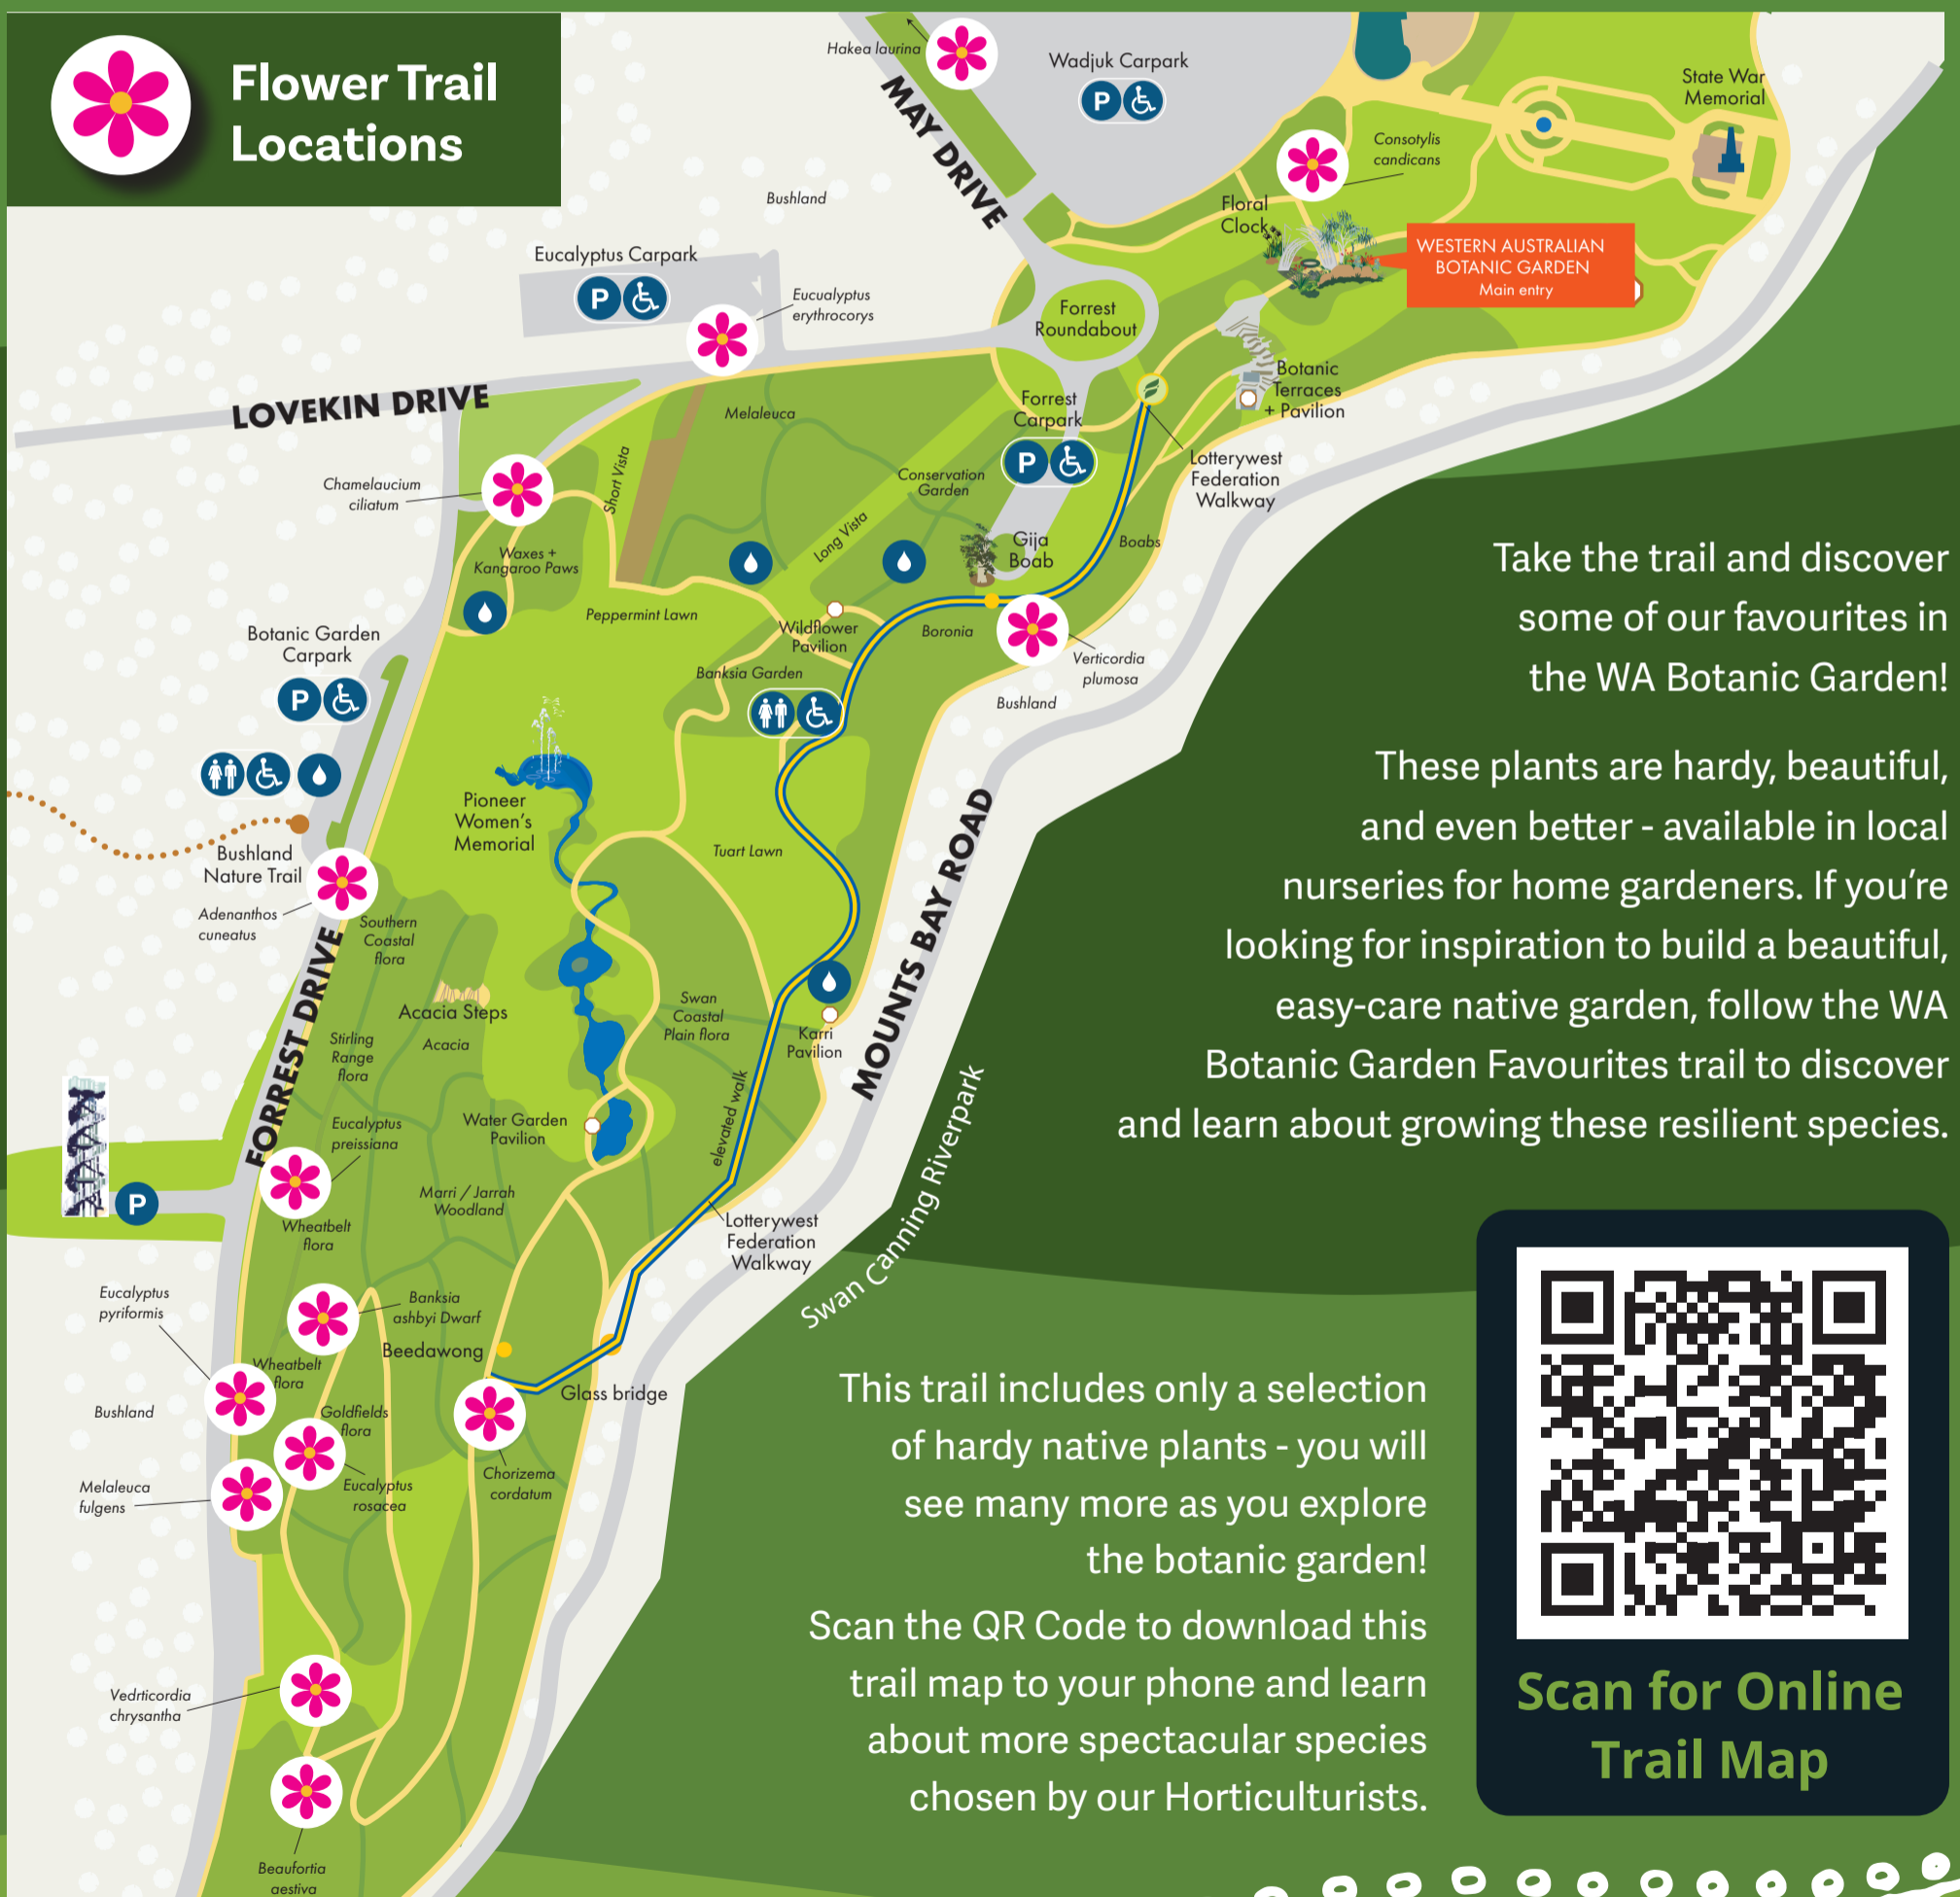 Flower Trail
Locations
Hakea laurina
Wadjuk Carpark
P
State War
Memorial
MAY DRIVE
Consotylis
candicans
Bushland
Floral
Clock
WESTERN AUSTRALIAN
BOTANIC GARDEN
Main entry
Eucalyptus Carpark
P
Eucualyptus
erythrocorys
Forrest
Roundabout
Botanic
Terraces
+ Pavilion
LOVEKIN DRIVE
Melaleuca
Forrest
Carpark
P
Short Vista
Conservation
Garden
Lotterywest
Federation
Walkway
Chamelaucium
ciliatum
Long Vista
Waxes +
Kangaroo Paws
Gija
Boab
Boabs
Peppermint Lawn
Wildflower
Pavilion
Boronia
Botanic Garden
Carpark
P
Banksia Garden
Verticordia
plumosa
Bushland
Take the trail and discover
some of our favourites in
the WA Botanic Garden!
These plants are hardy, beautiful,
and even better - available in local
nurseries for home gardeners. If you're
looking for inspiration to build a beautiful,
easy-care native garden, follow the WA
Botanic Garden Favourites trail to discover
and learn about growing these resilient species.
Pioneer
Women's
Memorial
Tuart Lawn
MOUNTS BAY ROAD
Bushland
Nature Trail
Adenanthos
cuneatus
Southern
Coastal
flora
FORREST DRIVE
Acacia Steps
Acacia
Swan
Coastal
Plain flora
Karri
Pavilion
Stirling
Range
flora
elevated walk
Swan Canning Riverpark
Eucalyptus
preissiana
Water Garden
Pavilion
P
Marri / Jarrah
Woodland
Wheatbelt
flora
Lotterywest
Federation
Walkway
Eucalyptus
pyriformis
Banksia
ashbyi Dwarf
Beedawong
Wheatbelt
flora
Glass bridge
Bushland
Goldfields
flora
Melaleuca
fulgens
Eucalyptus
rosacea
Chorizema
cordatum
This trail includes only a selection
of hardy native plants - you will
see many more as you explore
the botanic garden!
Scan the QR Code to download this
trail map to your phone and learn
about more spectacular species
chosen by our Horticulturists.
Scan for Online
Trail Map
Vedrticordia
chrysantha
Beaufortia
aestiva